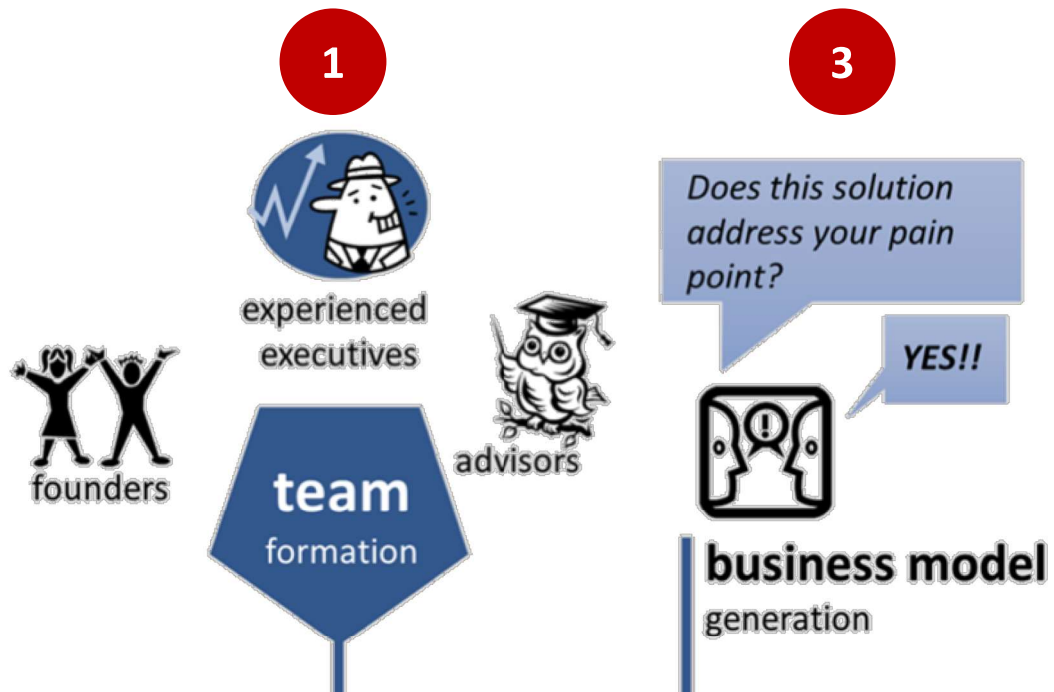 1
experienced
executives
founders
advisors
team
formation
3
Does this solution
address your pain
point?
YES!!
business model
generation